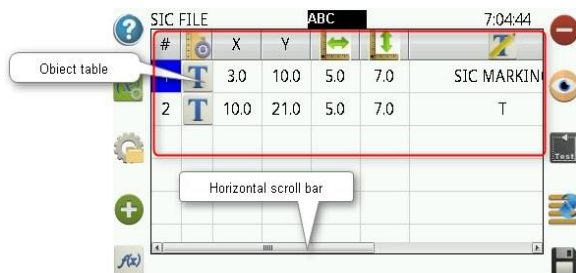 SIC FILE ABC 7:04:44
# X Y
1 T 3.0 10.0 5.0 7.0 SIC MARKIN
2 T 10.0 21.0 5.0 7.0 T
Obiect table
Horizontal scroll bar
Test
f(x)